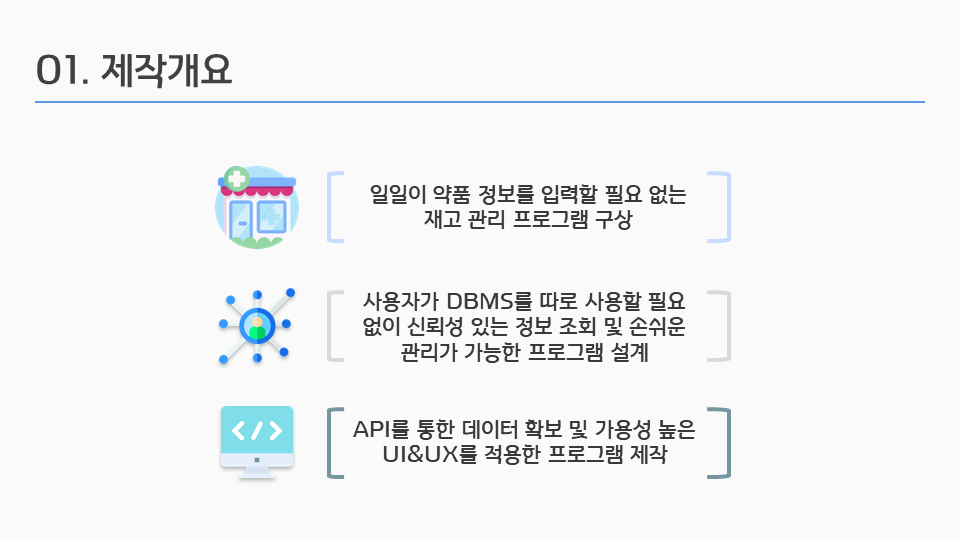 01. 제작개요
일일이 약품 정보를 입력할 필요 없는
재고 관리 프로그램 구상
사용자가 DBMS를 따로 사용할 필요
없이 신뢰성 있는 정보 조회 및 손쉬운
관리가 가능한 프로그램 설계
API를 통한 데이터 확보 및 가용성 높은
UI&UX를 적용한 프로그램 제작